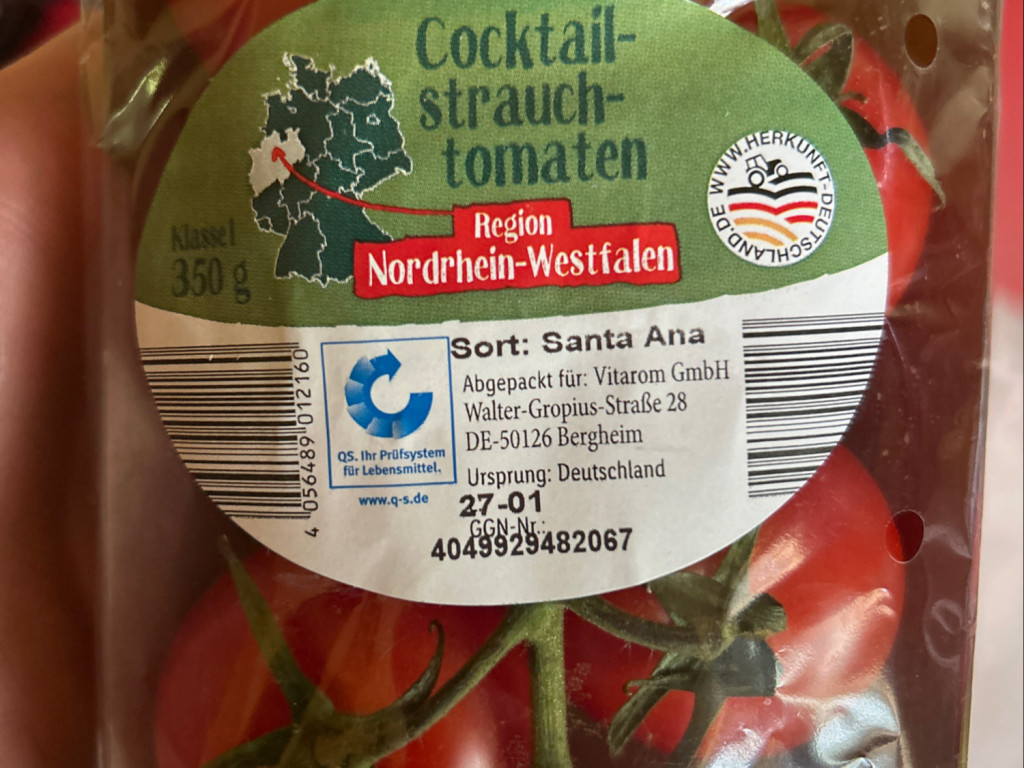 Cocktail-
strauch-
tomaten
WWW.HERKUNFT-DEUTSCHLAND.DE
Region
Nordrhein-Westfalen
Klasse I
350 g
4 056489 012160
QS. Ihr Prüfsystem
für Lebensmittel.
www.q-s.de
Sort: Santa Ana
Abgepackt für: Vitarom GmbH
Walter-Gropius-Straße 28
DE-50126 Bergheim
Ursprung: Deutschland
27-01
GGN-Nr.:
4049929482067